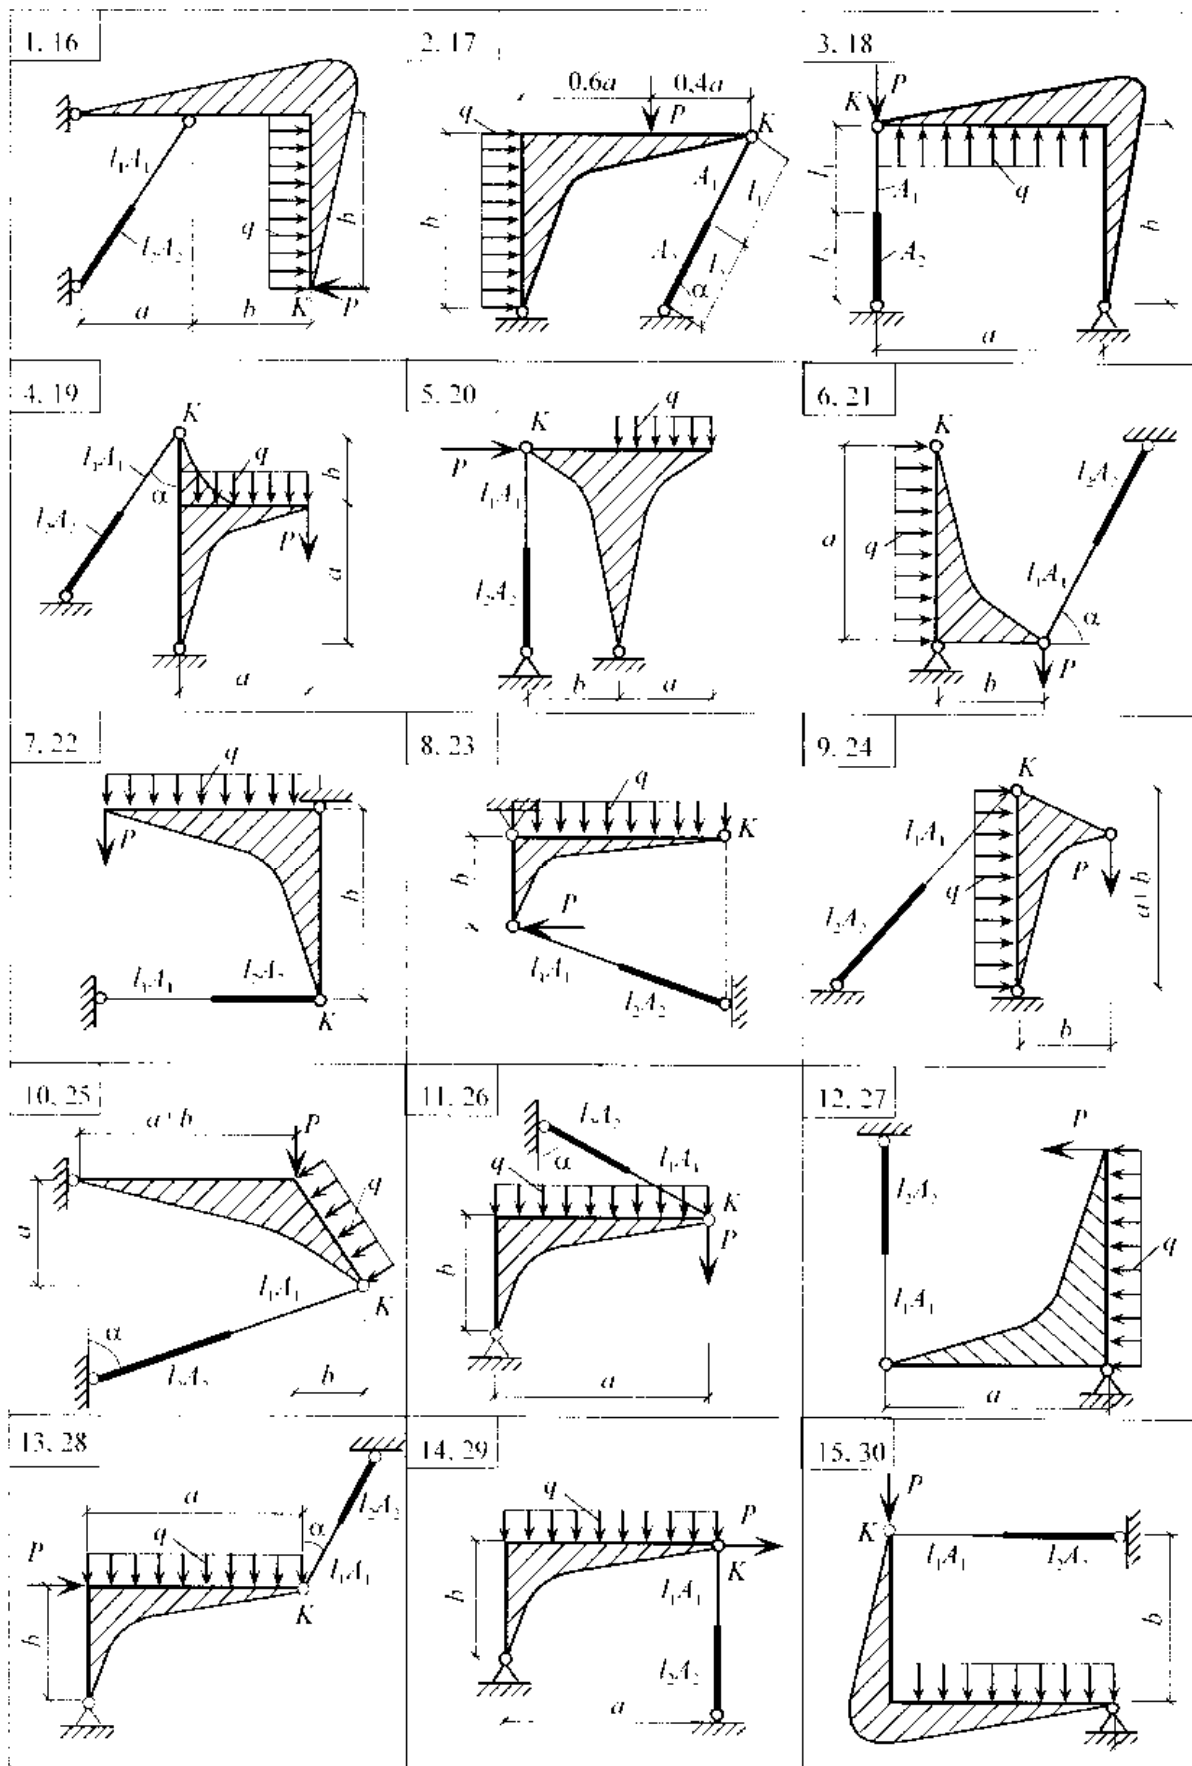 1. 16
l₁A₁
l₂A₂
q
h
a
b
K
P
2. 17
0.6a
0.4a
q
P
K
A₁
l₁
h
A₂
l₂
α
3. 18
P
K
l₁
A₁
q
l₂
A₂
h
a
4. 19
K
l₁A₁
q
b
α
l₂A₂
P
a
a
5. 20
q
K
P
l₁A₁
l₂A₂
b
a
6. 21
K
l₂A₂
a
q
l₁A₁
α
b
P
7. 22
q
P
h
l₁A₁
l₂A₂
K
8. 23
q
K
h
P
l₁A₁
l₂A₂
9. 24
K
l₁A₁
q
P
a+b
l₂A₂
b
10. 25
a+b
P
q
a
l₁A₁
K
α
l₂A₂
b
11. 26
l₂A₂
α
l₁A₁
q
K
P
h
a
12. 27
P
l₂A₂
q
l₁A₁
a
13. 28
a
l₂A₂
q
α
P
l₁A₁
K
h
14. 29
q
P
K
h
l₁A₁
l₂A₂
a
15. 30
P
K
l₁A₁
l₂A₂
b
q